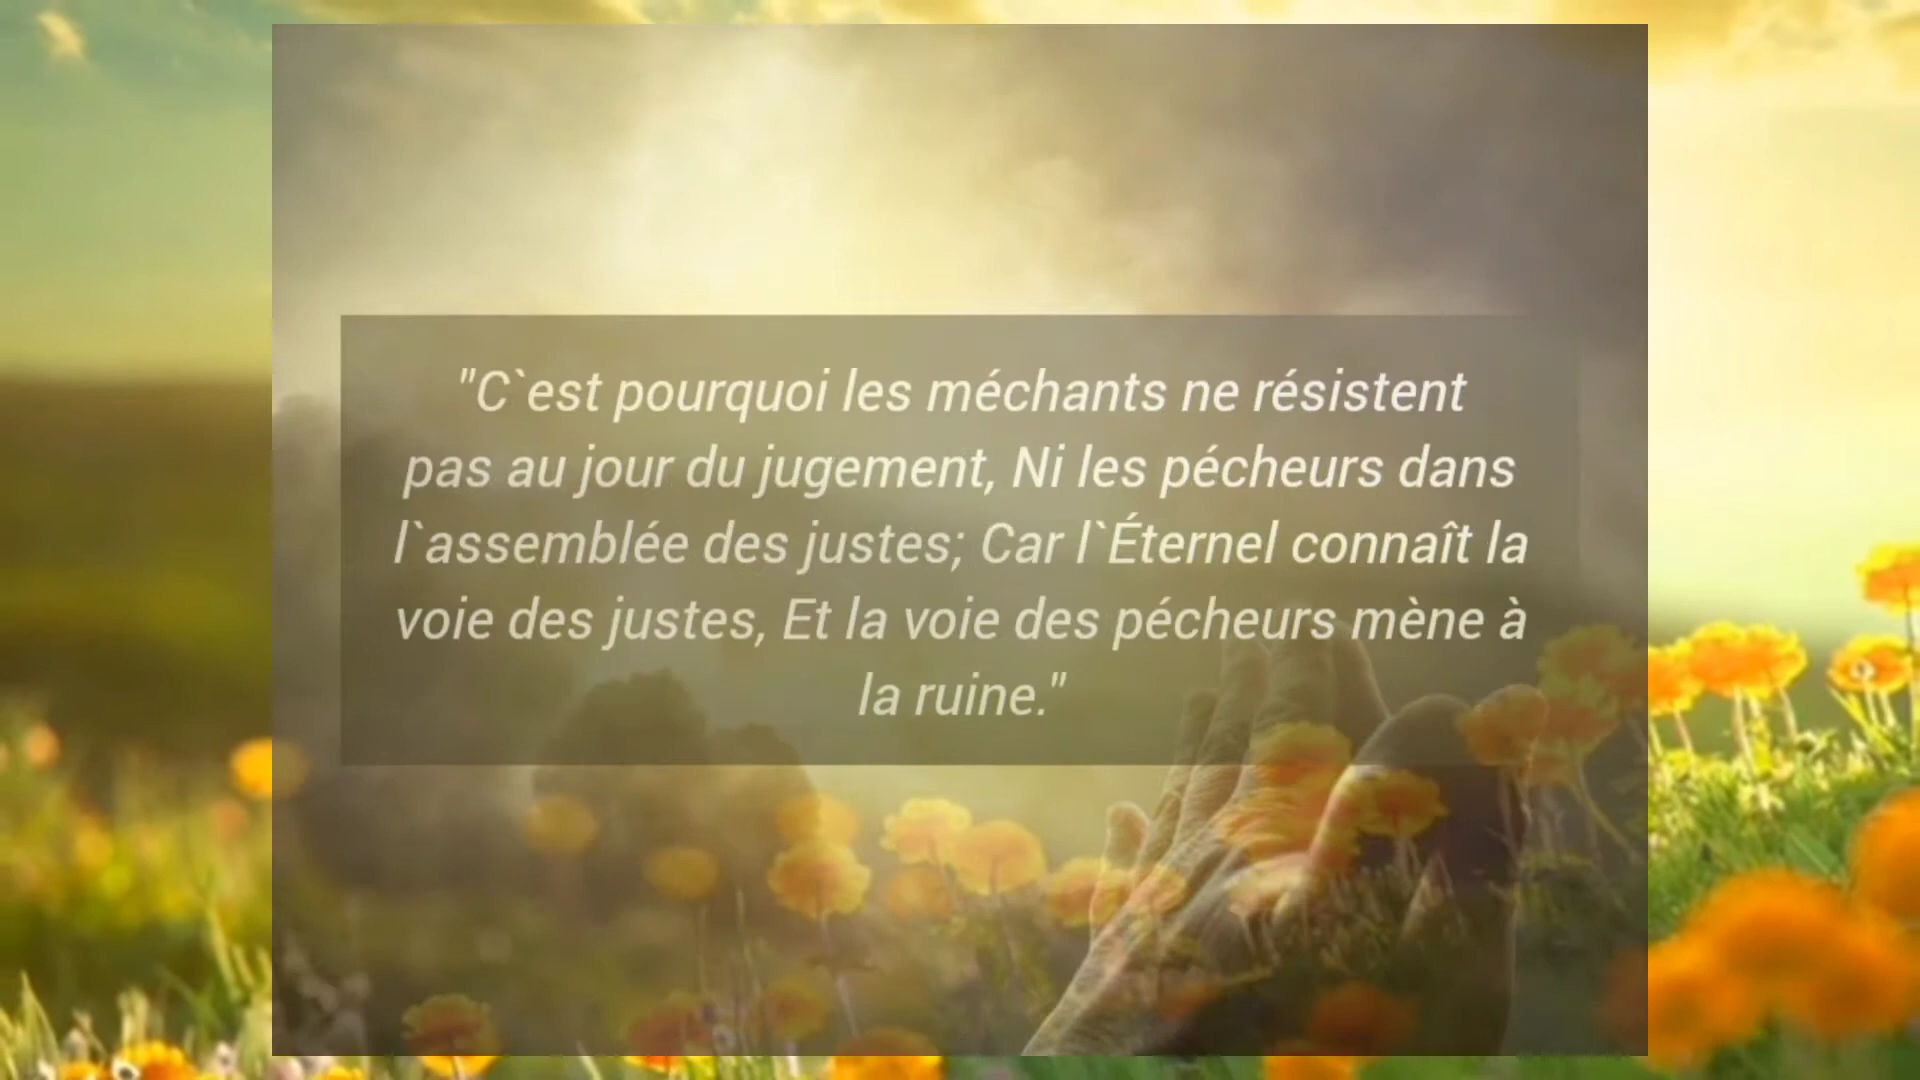 "C`est pourquoi les méchants ne résistent
pas au jour du jugement, Ni les pécheurs dans
l`assemblée des justes; Car l`Éternel connaît la
voie des justes, Et la voie des pécheurs mène à
la ruine."